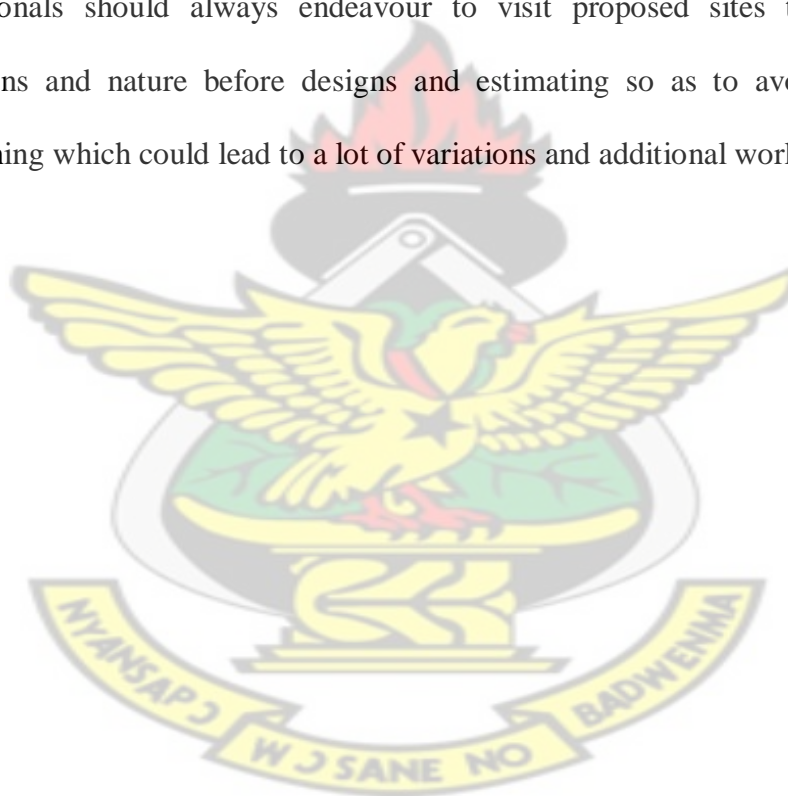 onals should always endeavour to visit proposed sites t
ns and nature before designs and estimating so as to avo
ning which could lead to a lot of variations and additional work
NYANSAPƆ WƆSANE NO BADWENMA